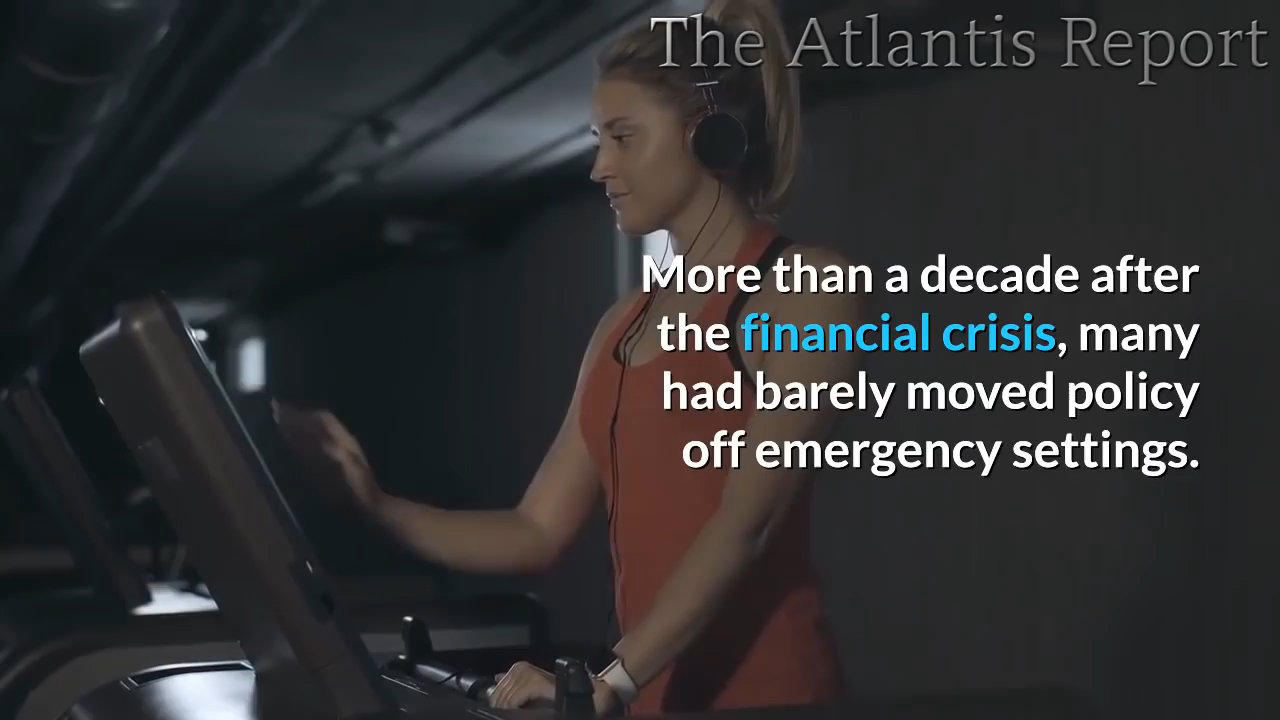 The Atlantis Report
More than a decade after
the financial crisis, many
had barely moved policy
off emergency settings.